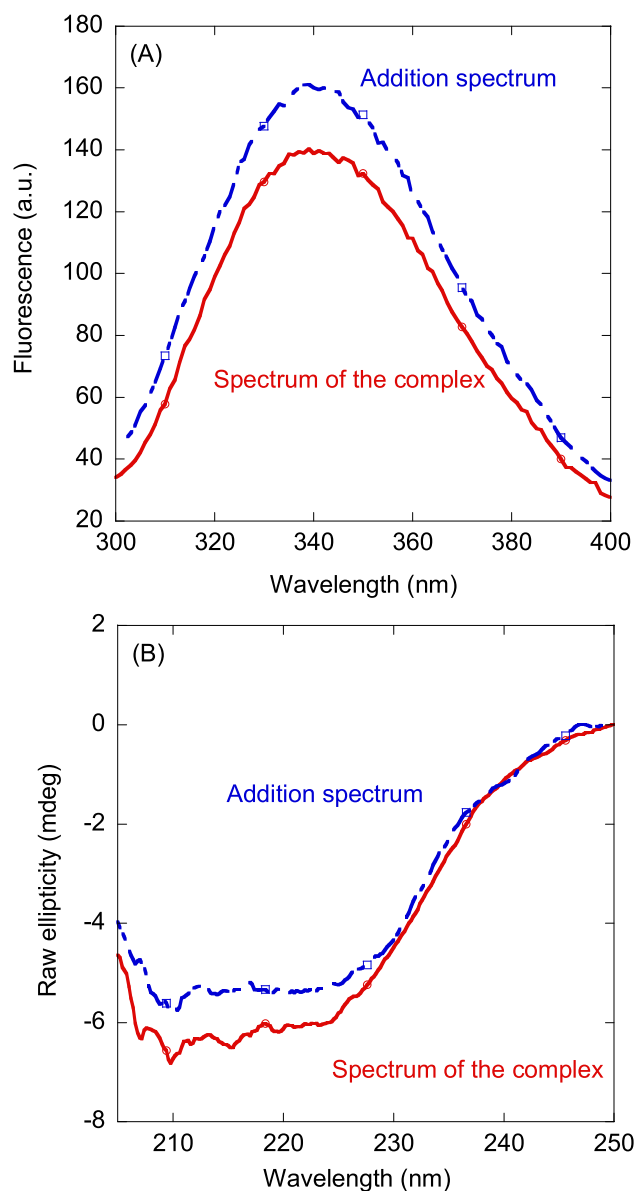 180
(A)
Addition spectrum
160
140
120
100
80
60
40
20
Fluorescence (a.u.)
Spectrum of the complex
300 320 340 360 380 400
Wavelength (nm)
2
(B)
0
-2
-4
-6
-8
Raw ellipticity (mdeg)
Addition spectrum
Spectrum of the complex
210 220 230 240 250
Wavelength (nm)